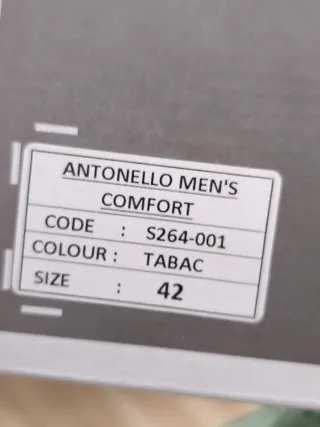 ANTONELLO MEN'S
COMFORT
CODE : S264-001
COLOUR : TABAC
SIZE : 42